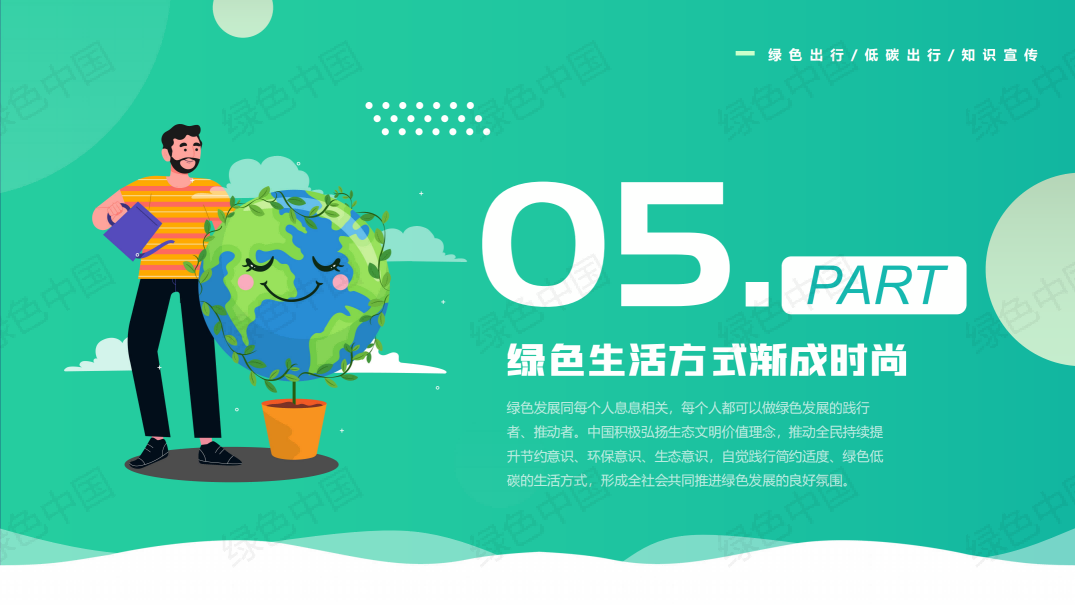 绿色出行/低碳出行/知识宣传
05.
PART
绿色生活方式渐成时尚
绿色发展同每个人息息相关，每个人都可以做绿色发展的践行
者、推动者。中国积极弘扬生态文明价值理念，推动全民持续提
升节约意识、环保意识、生态意识，自觉践行简约适度、绿色低
碳的生活方式，形成全社会共同推进绿色发展的良好氛围。
绿色中国